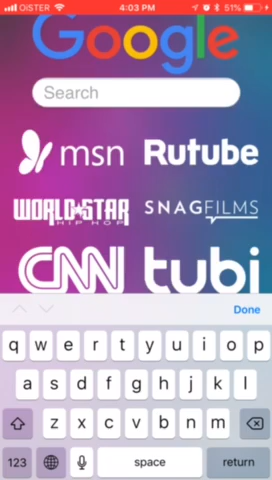 OiSTER 4:03 PM 51%
Google
Search
msn Rutube
WORLDSTAR SNAGFILMS
HIP HOP
CNN tubi
Done
q w e r t y u i o p
a s d f g h j k l
z x c v b n m
123 space return